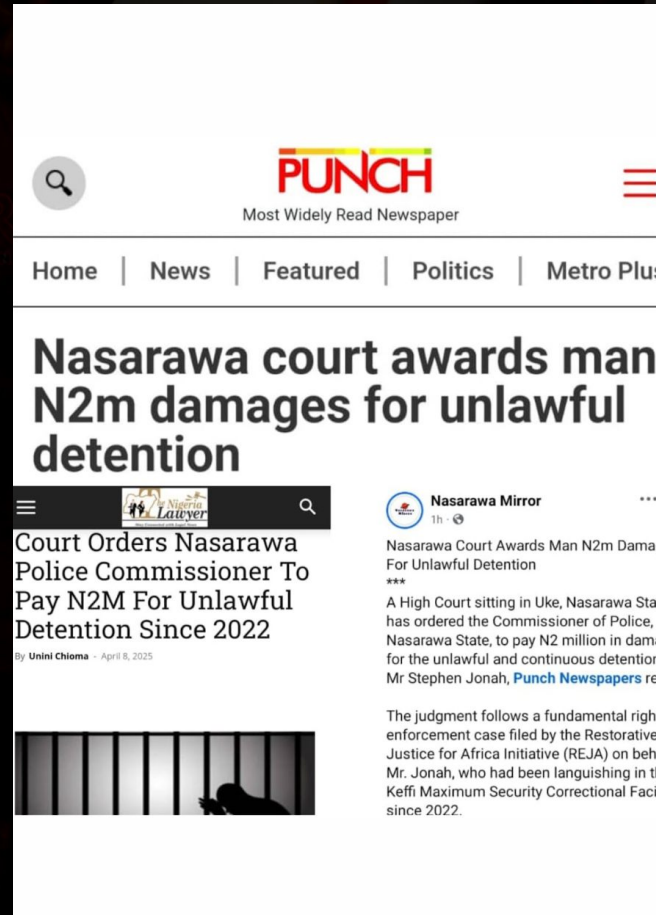 PUNCH
Most Widely Read Newspaper
Home | News | Featured | Politics | Metro Plus
Nasarawa court awards man
N2m damages for unlawful
detention
Nigeria
Lawyer
Court Orders Nasarawa
Police Commissioner To
Pay N2M For Unlawful
Detention Since 2022
By Unini Chioma - April 8, 2025
Nasarawa Mirror
1h ·
Nasarawa Court Awards Man N2m Dama
For Unlawful Detention
***
A High Court sitting in Uke, Nasarawa Sta
has ordered the Commissioner of Police,
Nasarawa State, to pay N2 million in dama
for the unlawful and continuous detention
Mr Stephen Jonah, Punch Newspapers re
The judgment follows a fundamental righ
enforcement case filed by the Restorative
Justice for Africa Initiative (REJA) on beh
Mr. Jonah, who had been languishing in th
Keffi Maximum Security Correctional Faci
since 2022.